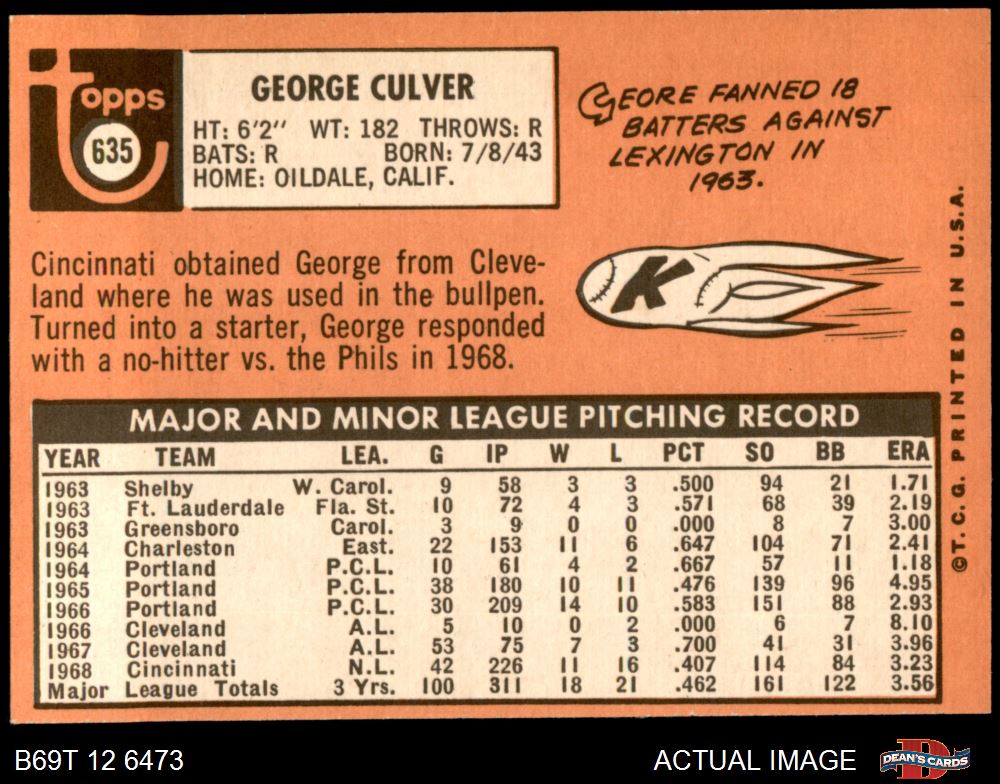 topps
635
GEORGE CULVER
HT: 6'2" WT: 182 THROWS: R
BATS: R BORN: 7/8/43
HOME: OILDALE, CALIF.
GEORE FANNED 18
BATTERS AGAINST
LEXINGTON IN
1963.
K
Cincinnati obtained George from Cleve-
land where he was used in the bullpen.
Turned into a starter, George responded
with a no-hitter vs. the Phils in 1968.
MAJOR AND MINOR LEAGUE PITCHING RECORD
YEAR TEAM LEA. G IP W L PCT SO BB ERA
1963 Shelby W. Carol. 9 58 3 3 .500 94 21 1.71
1963 Ft. Lauderdale Fla. St. 10 72 4 3 .571 68 39 2.19
1963 Greensboro Carol. 3 9 0 0 .000 8 7 3.00
1964 Charleston East. 22 153 11 6 .647 104 71 2.41
1964 Portland P.C.L. 10 61 4 2 .667 57 11 1.18
1965 Portland P.C.L. 38 180 10 11 .476 139 96 4.95
1966 Portland P.C.L. 30 209 14 10 .583 151 88 2.93
1966 Cleveland A.L. 5 10 0 2 .000 6 7 8.10
1967 Cleveland A.L. 53 75 7 3 .700 41 31 3.96
1968 Cincinnati N.L. 42 226 11 16 .407 114 84 3.23
Major League Totals 3 Yrs. 100 311 18 21 .462 161 122 3.56
©T. C. G. PRINTED IN U.S.A.
B69T 12 6473
ACTUAL IMAGE
DEAN'S CARDS